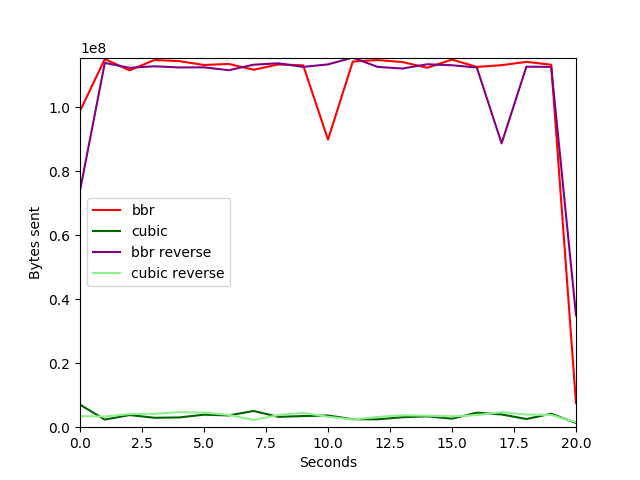 1e8
1.0
0.8
0.6
0.4
0.2
0.0
Bytes sent
bbr
cubic
bbr reverse
cubic reverse
0.0 2.5 5.0 7.5 10.0 12.5 15.0 17.5 20.0
Seconds